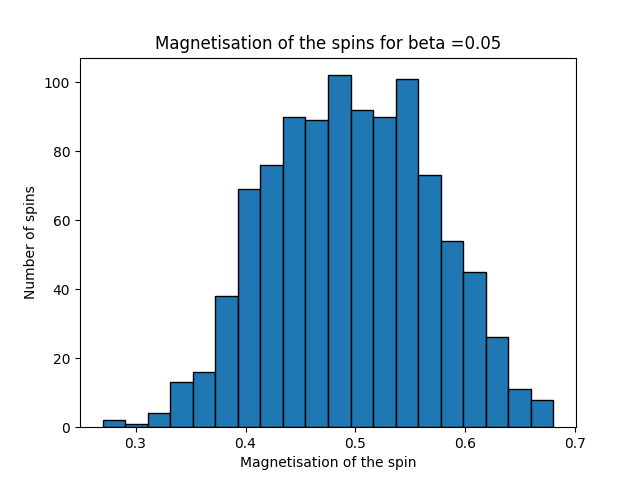 Magnetisation of the spins for beta =0.05
100
80
60
40
20
0
Number of spins
0.3 0.4 0.5 0.6 0.7
Magnetisation of the spin